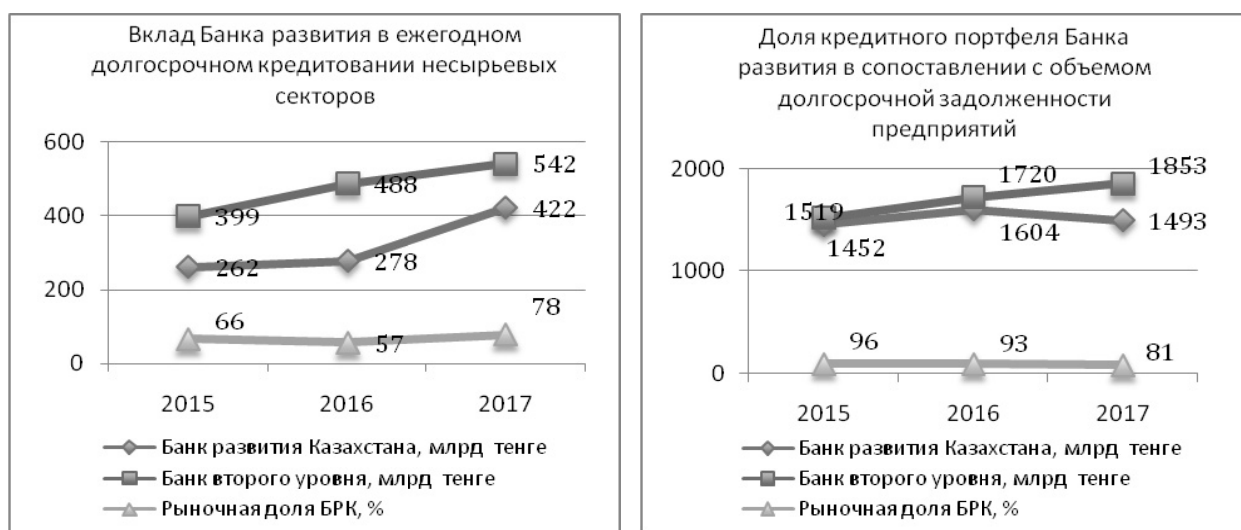 Вклад Банка развития в ежегодном
долгосрочном кредитовании несырьевых
секторов
600
400
200
0
399
488
542
262
278
422
66
57
78
2015 2016 2017
Банк развития Казахстана, млрд тенге
Банк второго уровня, млрд тенге
Рыночная доля БРК, %
Доля кредитного портфеля Банка
развития в сопоставлении с объемом
долгосрочной задолженности
предприятий
2000
1000
0
1519
1720
1853
1452
1604
1493
96
93
81
2015 2016 2017
Банк развития Казахстана, млрд тенге
Банк второго уровня, млрд тенге
Рыночная доля БРК, %